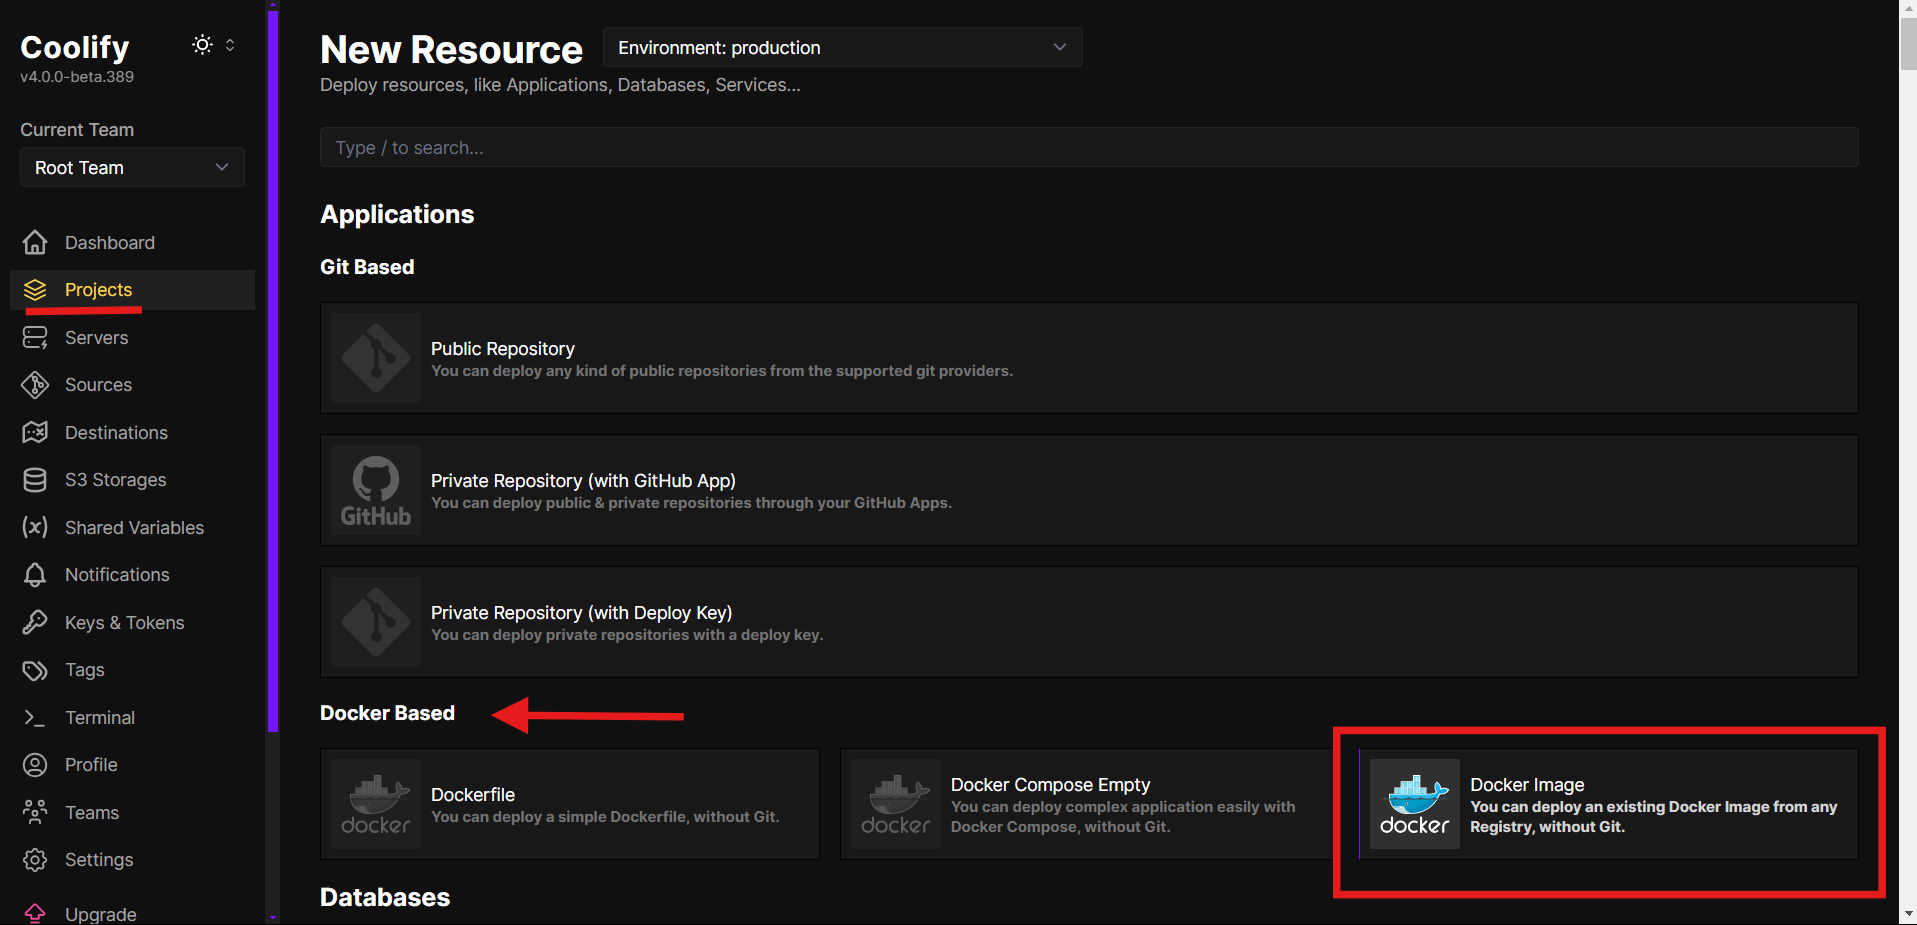 Coolify
v4.0.0-beta.389
Current Team
Root Team
Dashboard
Projects
Servers
Sources
Destinations
S3 Storages
Shared Variables
Notifications
Keys & Tokens
Tags
Terminal
Profile
Teams
Settings
Upgrade
New Resource
Environment: production
Deploy resources, like Applications, Databases, Services...
Type / to search...
Applications
Git Based
Public Repository
You can deploy any kind of public repositories from the supported git providers.
GitHub
Private Repository (with GitHub App)
You can deploy public & private repositories through your GitHub Apps.
Private Repository (with Deploy Key)
You can deploy private repositories with a deploy key.
Docker Based
docker
Dockerfile
You can deploy a simple Dockerfile, without Git.
docker
Docker Compose Empty
You can deploy complex application easily with
Docker Compose, without Git.
docker
Docker Image
You can deploy an existing Docker Image from any
Registry, without Git.
Databases